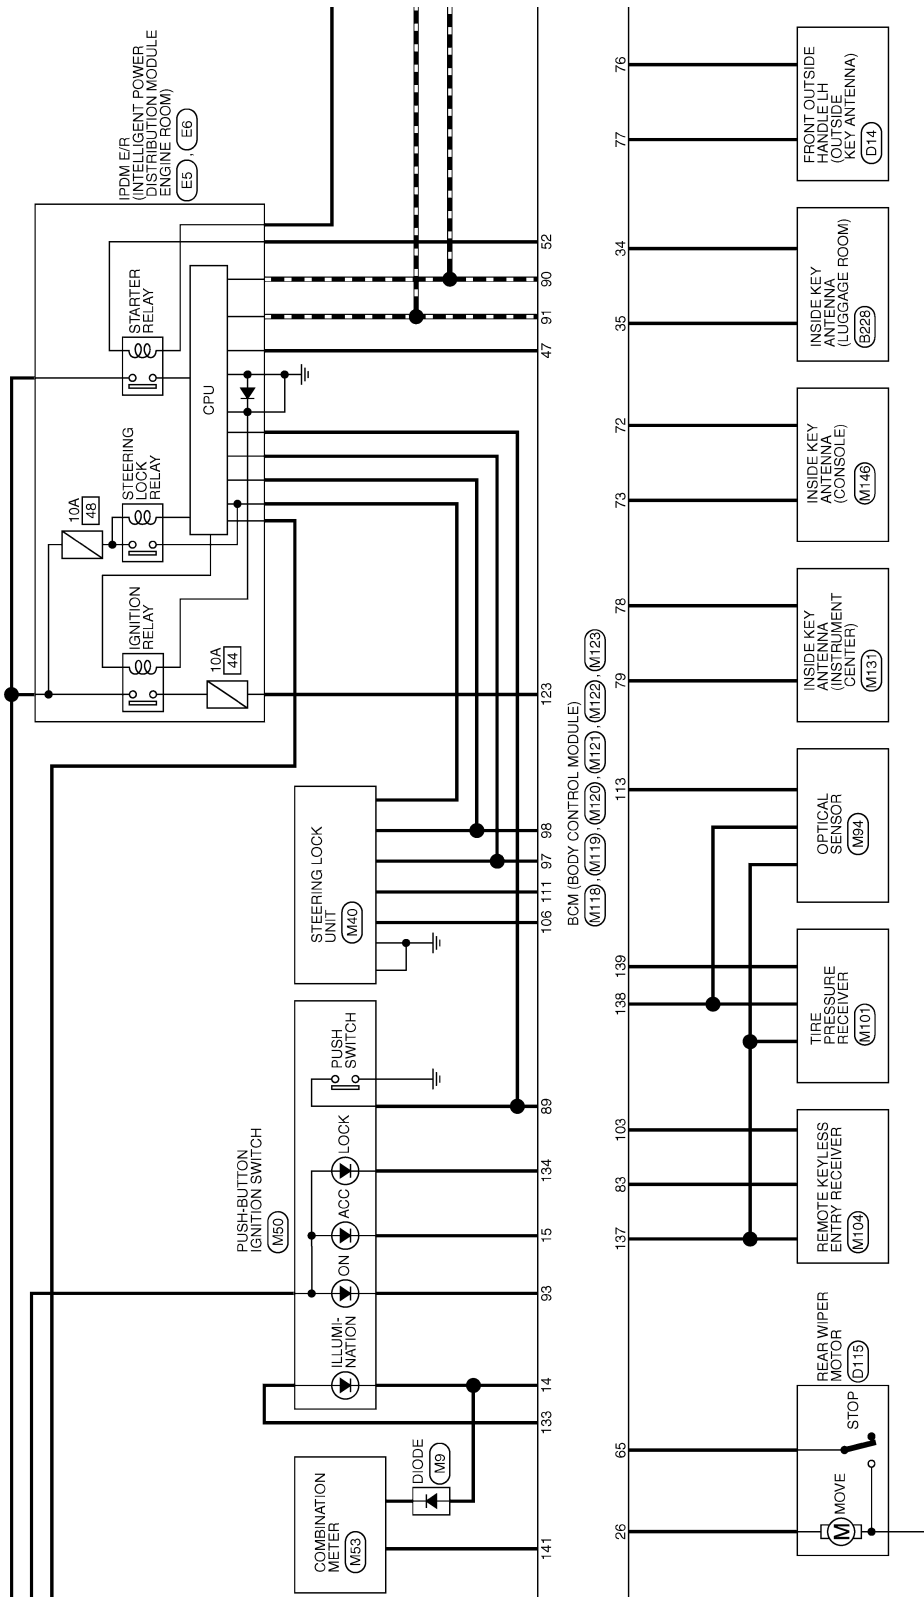 IPDM E/R
(INTELLIGENT POWER
DISTRIBUTION MODULE
ENGINE ROOM)
E5 , E6
STARTER
RELAY
CPU
STEERING
LOCK
RELAY
10A
48
IGNITION
RELAY
10A
44
52
90
91
47
123
STEERING LOCK
UNIT
M40
98
97
111
106
PUSH-BUTTON
IGNITION SWITCH
M50
PUSH
SWITCH
LOCK
ACC
ON
ILLUMI-
NATION
89
134
15
93
14
133
141
DIODE
M9
COMBINATION
METER
M53
BCM (BODY CONTROL MODULE)
M118 , M119 , M120 , M121 , M122 , M123
76
77
FRONT OUTSIDE
HANDLE LH
(OUTSIDE
KEY ANTENNA)
D14
34
35
INSIDE KEY
ANTENNA
(LUGGAGE ROOM)
B228
72
73
INSIDE KEY
ANTENNA
(CONSOLE)
M146
78
79
INSIDE KEY
ANTENNA
(INSTRUMENT
CENTER)
M131
113
OPTICAL
SENSOR
M94
139
138
TIRE
PRESSURE
RECEIVER
M101
103
83
137
REMOTE KEYLESS
ENTRY RECEIVER
M104
REAR WIPER
MOTOR
D115
65
26
STOP
MOVE
M